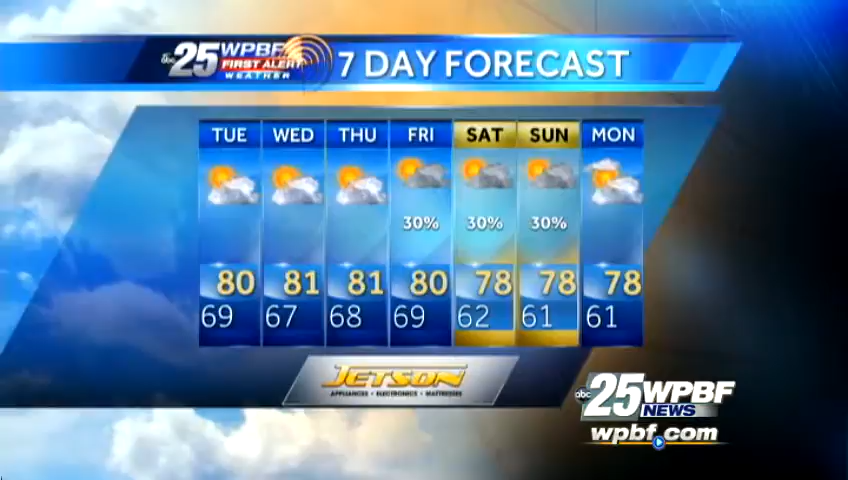 abc 25 WPBF
FIRST ALERT
WEATHER
7 DAY FORECAST
TUE WED THU FRI SAT SUN MON
30% 30% 30%
80 81 81 80 78 78 78
69 67 68 69 62 61 61
JETSON
APPLIANCES • ELECTRONICS • MATTRESSES
abc 25 WPBF
NEWS
wpbf.com